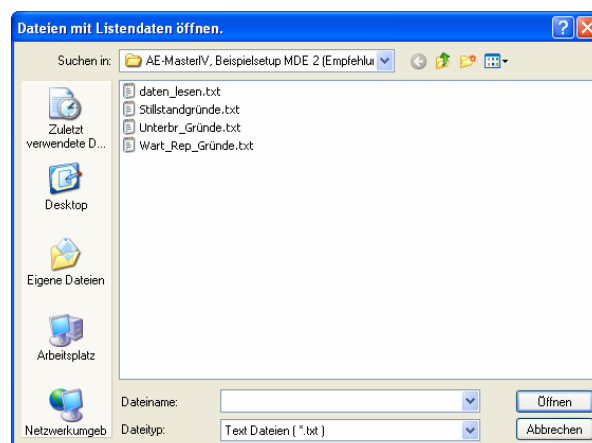 Dateien mit Listendaten öffnen.
Suchen in: AE-MasterIV, Beispielsetup MDE 2 (Empfehlu
daten_lesen.txt
Stillstandgründe.txt
Unterbr_Gründe.txt
Wart_Rep_Gründe.txt
Zuletzt
verwendete D...
Desktop
Eigene Dateien
Arbeitsplatz
Netzwerkumgeb
Dateiname:
Öffnen
Dateityp: Text Dateien ( *.txt )
Abbrechen